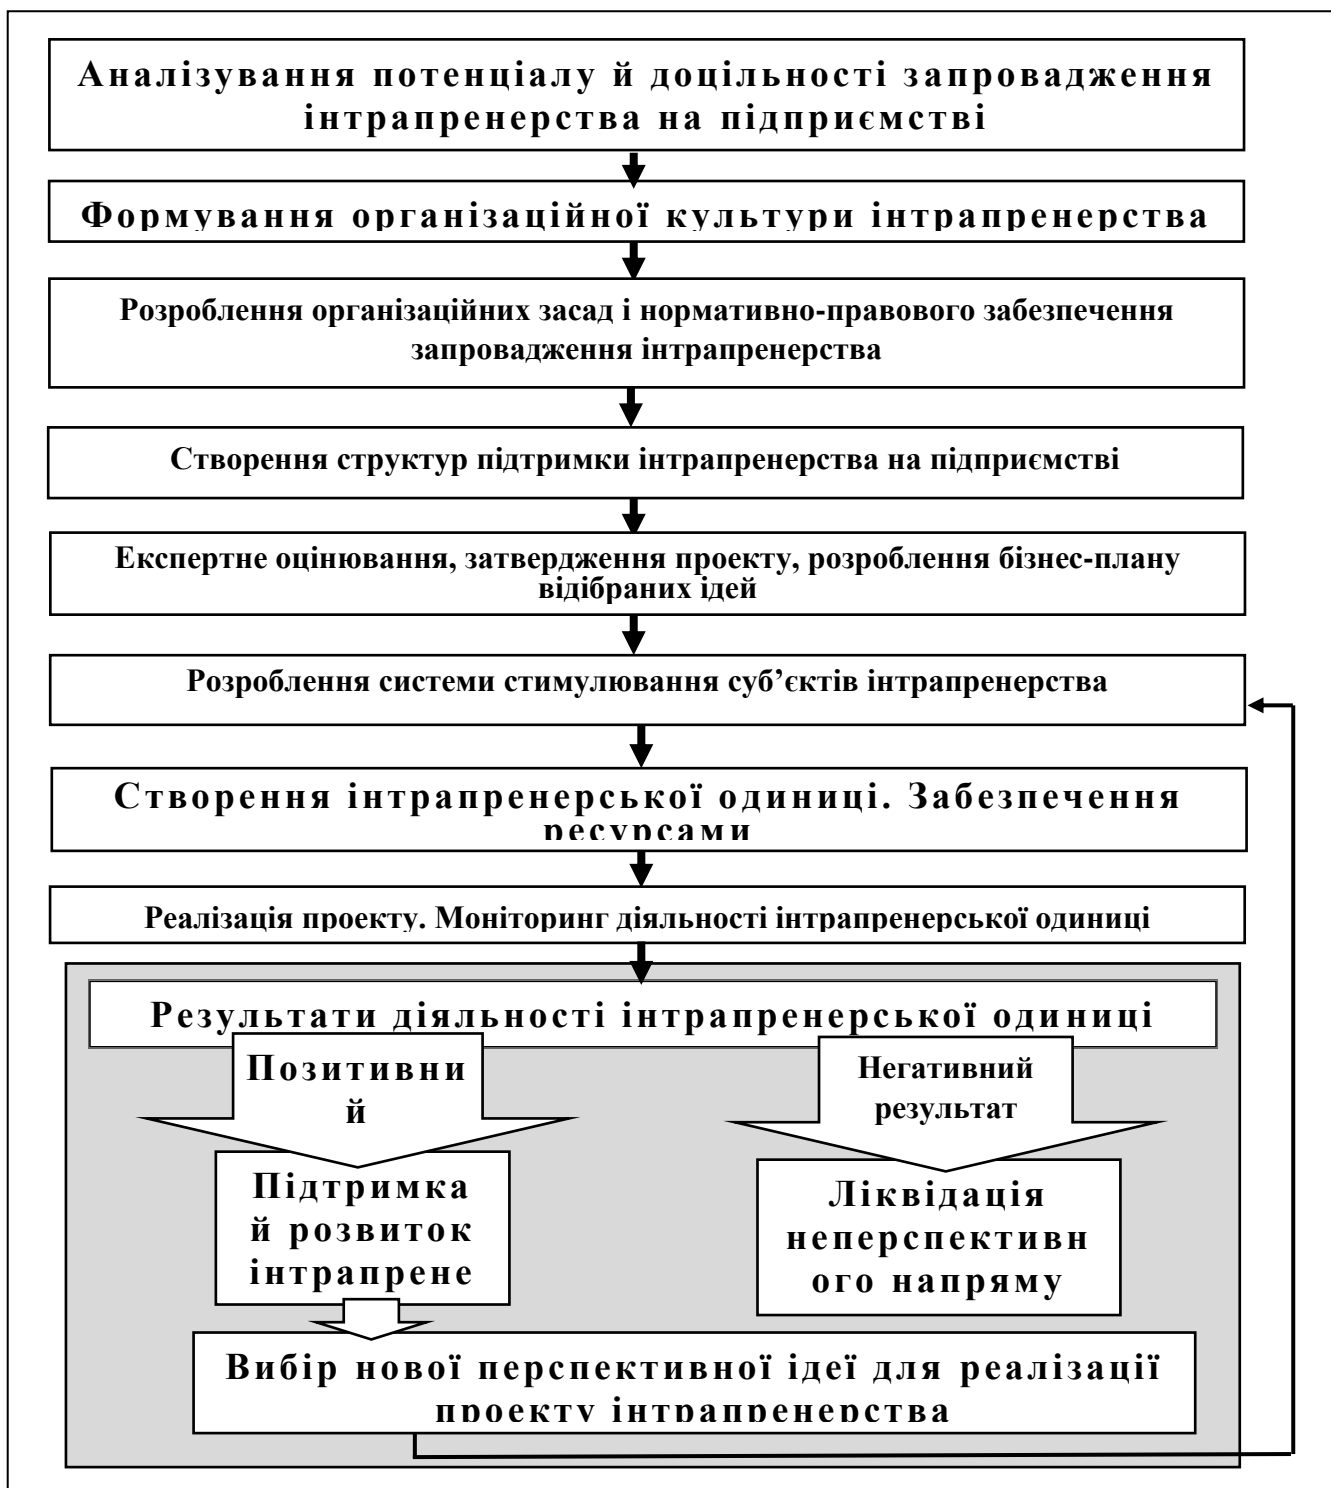 Аналізування потенціалу й доцільності запровадження
інтрапренерства на підприємстві
Формування організаційної культури інтрапренерства
Розроблення організаційних засад і нормативно-правового забезпечення
запровадження інтрапренерства
Створення структур підтримки інтрапренерства на підприємстві
Експертне оцінювання, затвердження проекту, розроблення бізнес-плану
відібраних ідей
Розроблення системи стимулювання суб’єктів інтрапренерства
Створення інтрапренерської одиниці. Забезпечення
ресурсами
Реалізація проекту. Моніторинг діяльності інтрапренерської одиниці
Результати діяльності інтрапренерської одиниці
Позитивни
й
Негативний
результат
Підтримка
й розвиток
інтрапрене
Ліквідація
неперспективн
ого напряму
Вибір нової перспективної ідеї для реалізації
проекту інтрапренерства